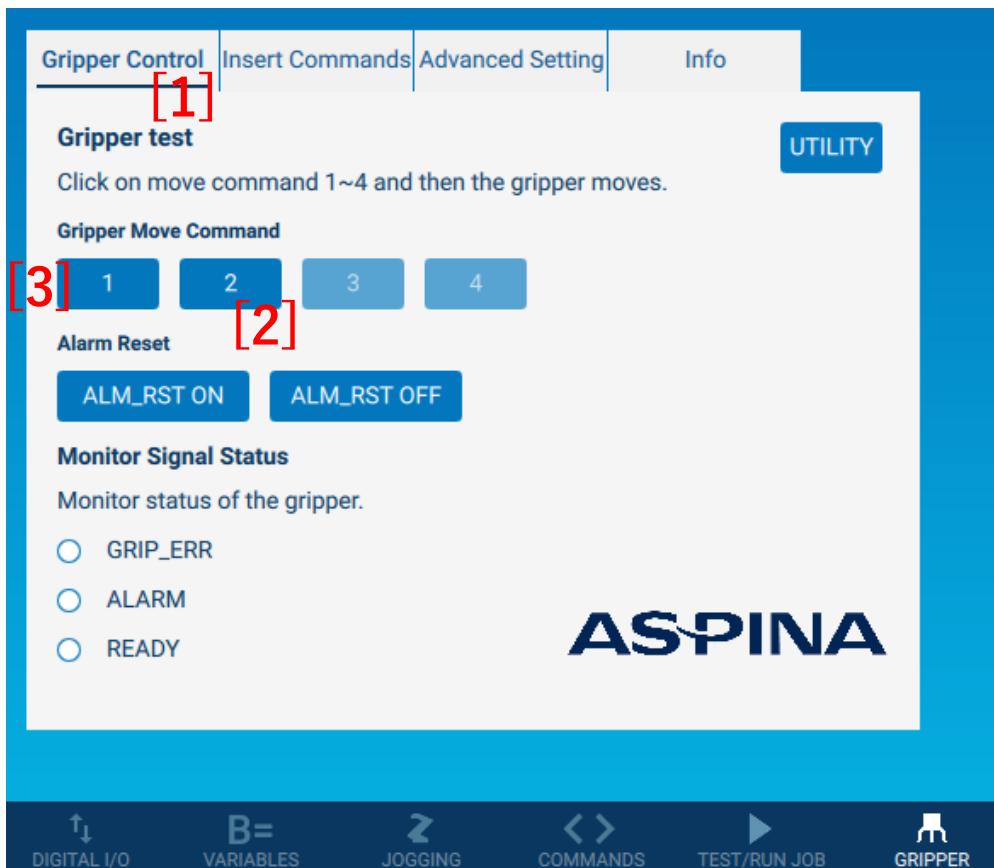 Gripper Control Insert Commands Advanced Setting Info
[1]
Gripper test
UTILITY
Click on move command 1~4 and then the gripper moves.
Gripper Move Command
[3] 1 2 3 4
[2]
Alarm Reset
ALM_RST ON ALM_RST OFF
Monitor Signal Status
Monitor status of the gripper.
GRIP_ERR
ALARM
READY
ASPINA
B=
DIGITAL I/O VARIABLES JOGGING COMMANDS TEST/RUN JOB GRIPPER